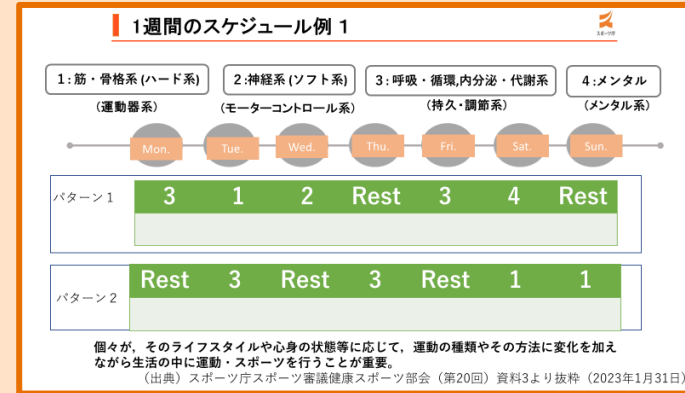 1週間のスケジュール例 1
スポーツ庁
1:筋・骨格系 (ハード系)
2:神経系 (ソフト系)
3:呼吸・循環,内分泌・代謝系
4:メンタル
(運動器系)
(モーターコントロール系)
(持久・調節系)
(メンタル系)
Mon. Tue. Wed. Thu. Fri. Sat. Sun.
パターン1 3 1 2 Rest 3 4 Rest
パターン2 Rest 3 Rest 3 Rest 1 1
個々が，そのライフスタイルや心身の状態等に応じて，運動の種類やその方法に変化を加え
ながら生活の中に運動・スポーツを行うことが重要。
（出典）スポーツ庁スポーツ審議健康スポーツ部会（第20回）資料3より抜粋（2023年1月31日）